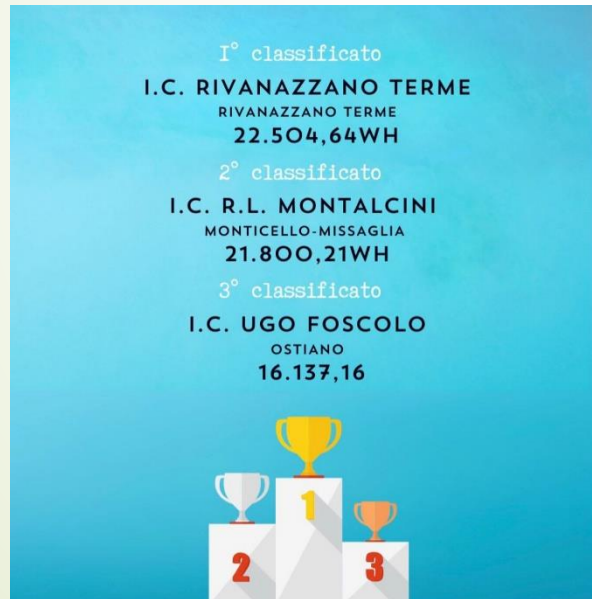 I° classificato
I.C. RIVANAZZANO TERME
RIVANAZZANO TERME
22.504,64WH
2° classificato
I.C. R.L. MONTALCINI
MONTICELLO-MISSAGLIA
21.800,21WH
3° classificato
I.C. UGO FOSCOLO
OSTIANO
16.137,16
1
2
3